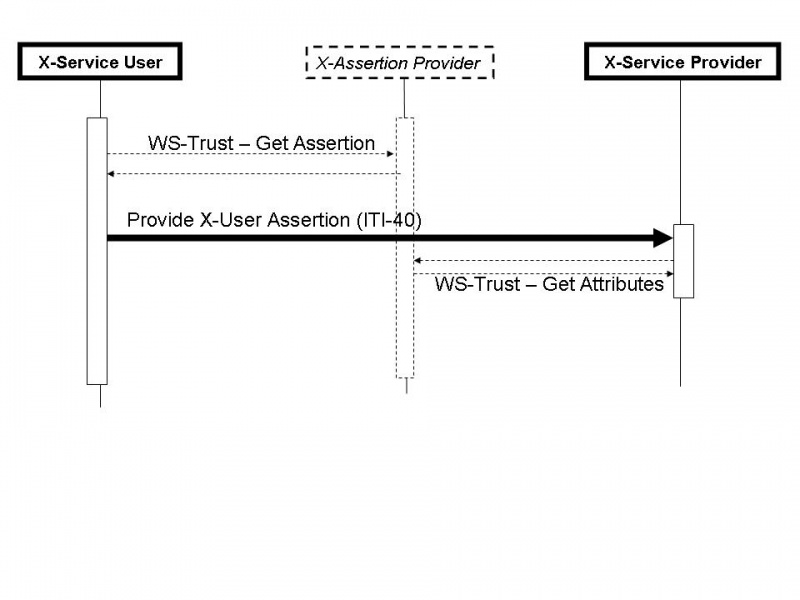 X-Service User
X-Assertion Provider
X-Service Provider
WS-Trust – Get Assertion
Provide X-User Assertion (ITI-40)
WS-Trust – Get Attributes